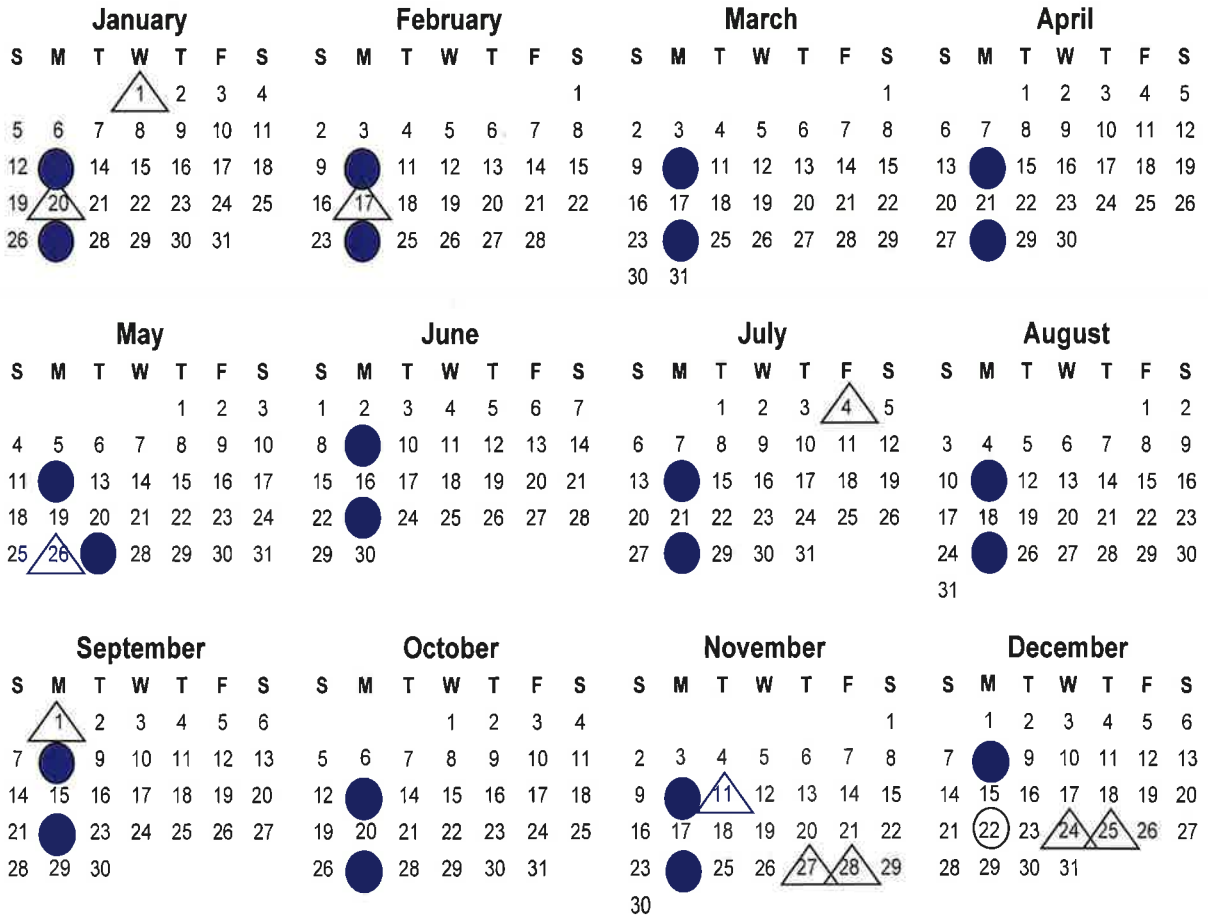 January February March April
S M T W T F S S M T W T F S S M T W T F S S M T W T F S
1 2 3 4 1 1 1 2 3 4 5
5 6 7 8 9 10 11 2 3 4 5 6 7 8 2 3 4 5 6 7 8 6 7 8 9 10 11 12
12 14 15 16 17 18 9 11 12 13 14 15 9 11 12 13 14 15 13 15 16 17 18 19
19 20 21 22 23 24 25 16 17 18 19 20 21 22 16 17 18 19 20 21 22 20 21 22 23 24 25 26
26 28 29 30 31 23 25 26 27 28 23 25 26 27 28 29 27 29 30
30 31
May June July August
S M T W T F S S M T W T F S S M T W T F S S M T W T F S
1 2 3 1 2 3 4 5 6 7 1 2 3 4 5 1 2
4 5 6 7 8 9 10 8 10 11 12 13 14 6 7 8 9 10 11 12 3 4 5 6 7 8 9
11 13 14 15 16 17 15 16 17 18 19 20 21 13 15 16 17 18 19 10 12 13 14 15 16
18 19 20 21 22 23 24 22 24 25 26 27 28 20 21 22 23 24 25 26 17 18 19 20 21 22 23
25 26 28 29 30 31 29 30 27 29 30 31 24 26 27 28 29 30
31
September October November December
S M T W T F S S M T W T F S S M T W T F S S M T W T F S
1 2 3 4 5 6 1 2 3 4 1 1 2 3 4 5 6
7 9 10 11 12 13 5 6 7 8 9 10 11 2 3 4 5 6 7 8 7 9 10 11 12 13
14 15 16 17 18 19 20 12 14 15 16 17 18 9 11 12 13 14 15 14 15 16 17 18 19 20
21 23 24 25 26 27 19 20 21 22 23 24 25 16 17 18 19 20 21 22 21 22 23 24 25 26 27
28 29 30 26 28 29 30 31 23 25 26 27 28 29 28 29 30 31
30